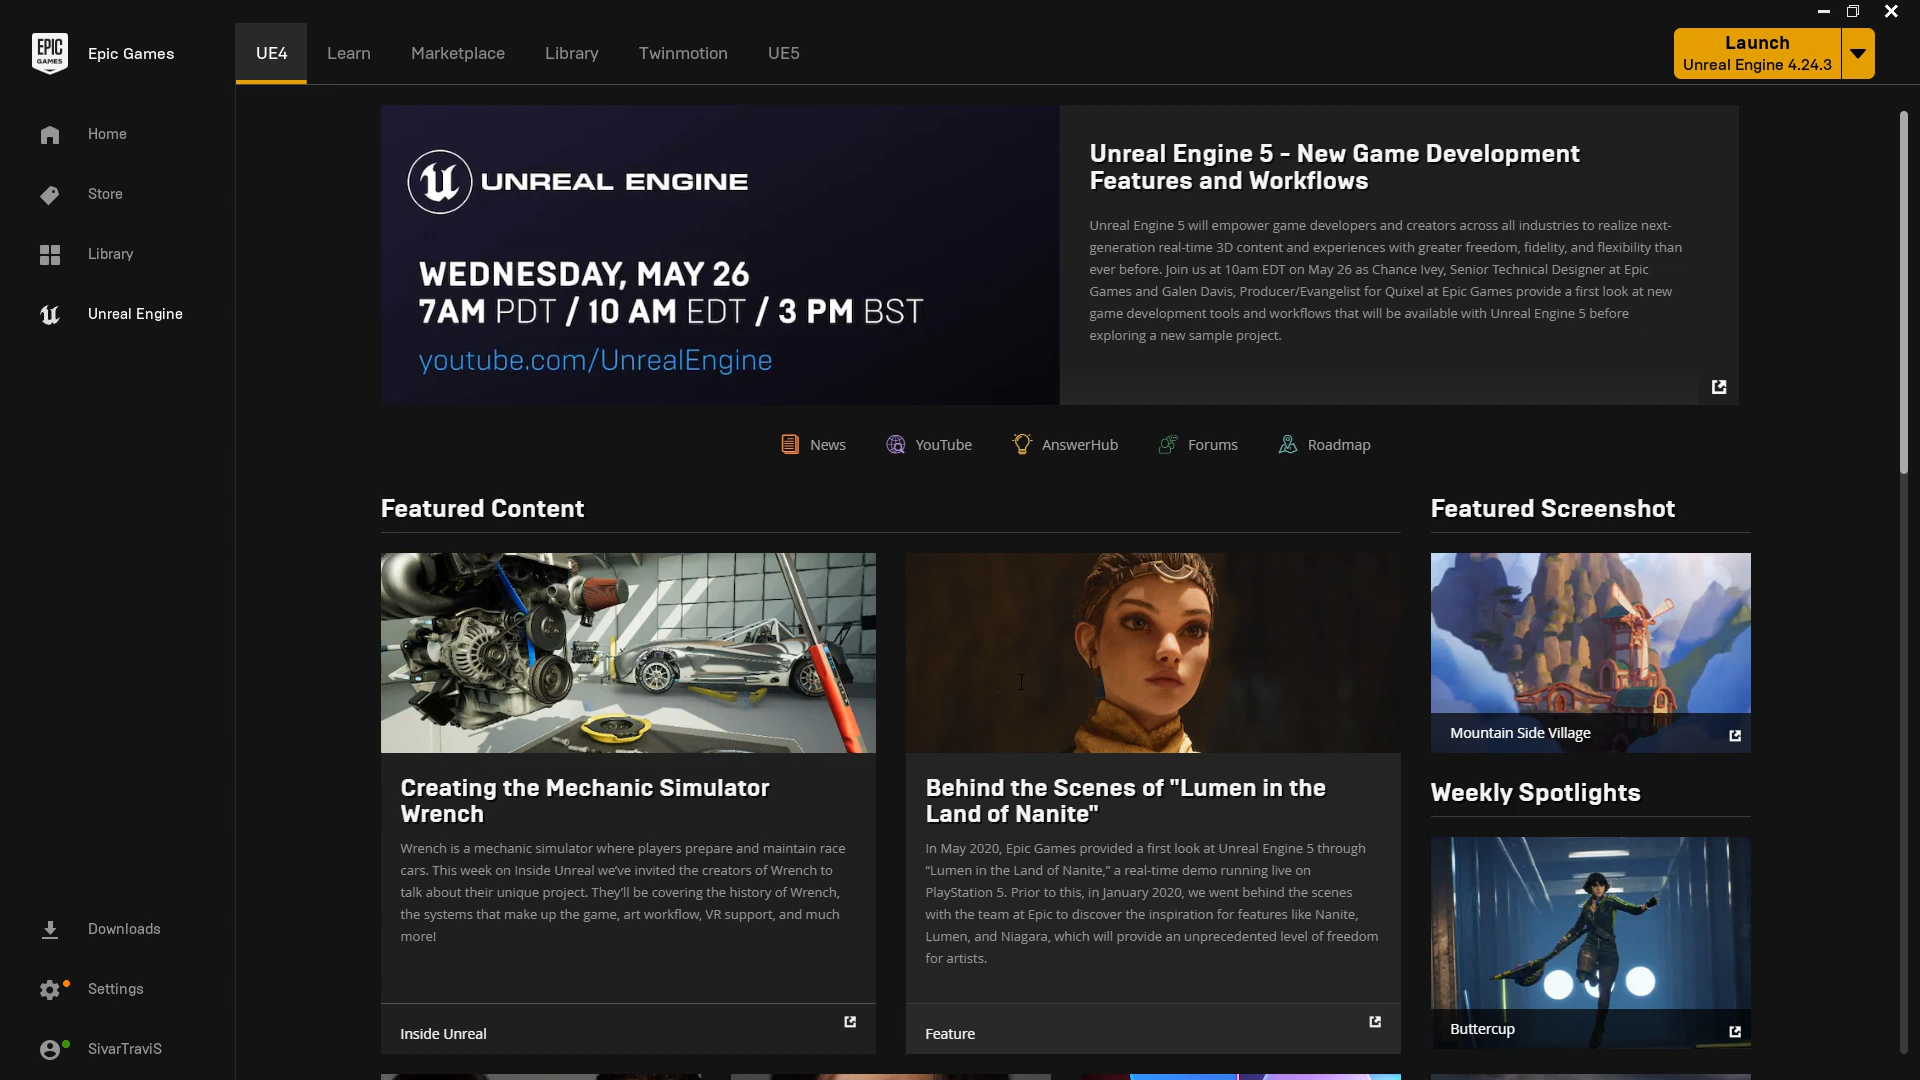 EPIC
GAMES
Epic Games
UE4
Learn
Marketplace
Library
Twinmotion
UE5
Launch
Unreal Engine 4.24.3
Home
Store
Library
Unreal Engine
UNREAL ENGINE
WEDNESDAY, MAY 26
7AM PDT / 10 AM EDT / 3 PM BST
youtube.com/UnrealEngine
Unreal Engine 5 - New Game Development
Features and Workflows
Unreal Engine 5 will empower game developers and creators across all industries to realize next-
generation real-time 3D content and experiences with greater freedom, fidelity, and flexibility than
ever before. Join us at 10am EDT on May 26 as Chance Ivey, Senior Technical Designer at Epic
Games and Galen Davis, Producer/Evangelist for Quixel at Epic Games provide a first look at new
game development tools and workflows that will be available with Unreal Engine 5 before
exploring a new sample project.
News
YouTube
AnswerHub
Forums
Roadmap
Featured Content
Creating the Mechanic Simulator
Wrench
Wrench is a mechanic simulator where players prepare and maintain race
cars. This week on Inside Unreal we've invited the creators of Wrench to
talk about their unique project. They'll be covering the history of Wrench,
the systems that make up the game, art workflow, VR support, and much
more!
Inside Unreal
Behind the Scenes of "Lumen in the
Land of Nanite"
In May 2020, Epic Games provided a first look at Unreal Engine 5 through
“Lumen in the Land of Nanite,” a real-time demo running live on
PlayStation 5. Prior to this, in January 2020, we went behind the scenes
with the team at Epic to discover the inspiration for features like Nanite,
Lumen, and Niagara, which will provide an unprecedented level of freedom
for artists.
Feature
Featured Screenshot
Mountain Side Village
Weekly Spotlights
Buttercup
Downloads
Settings
SivarTraviS